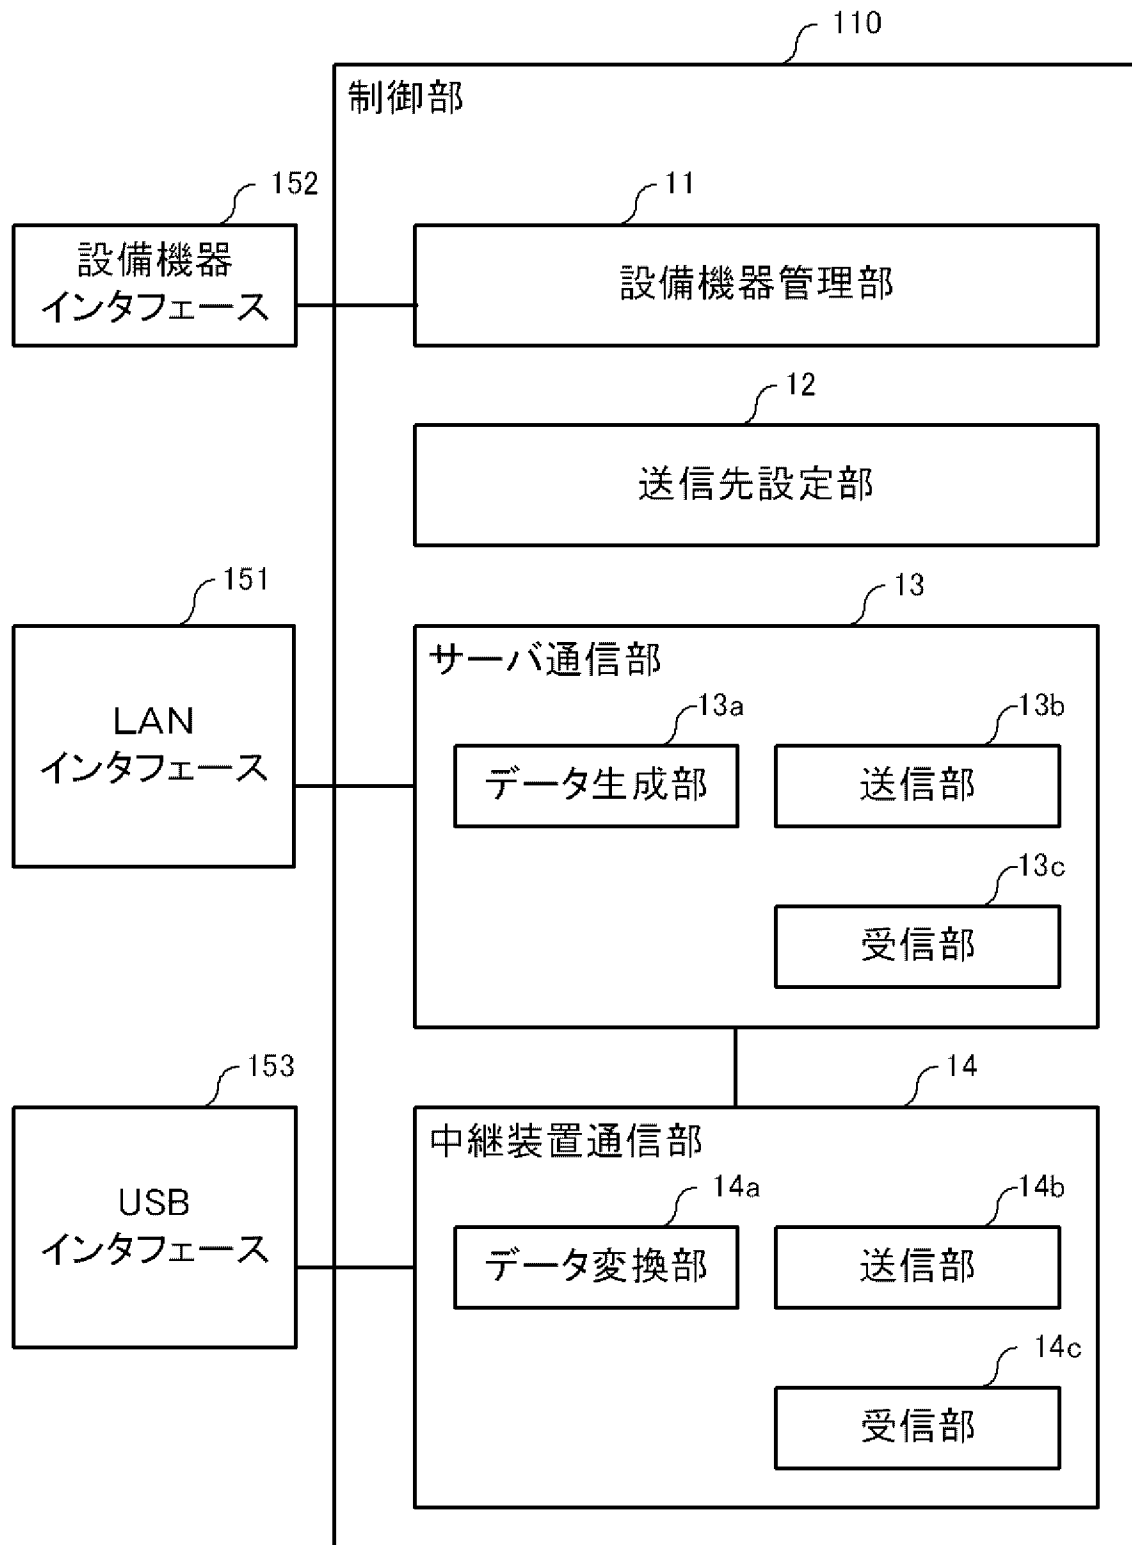 110
制御部
152
設備機器
インタフェース
11
設備機器管理部
12
送信先設定部
151
LAN
インタフェース
13
サーバ通信部
13a
データ生成部
13b
送信部
13c
受信部
153
USB
インタフェース
14
中継装置通信部
14a
データ変換部
14b
送信部
14c
受信部